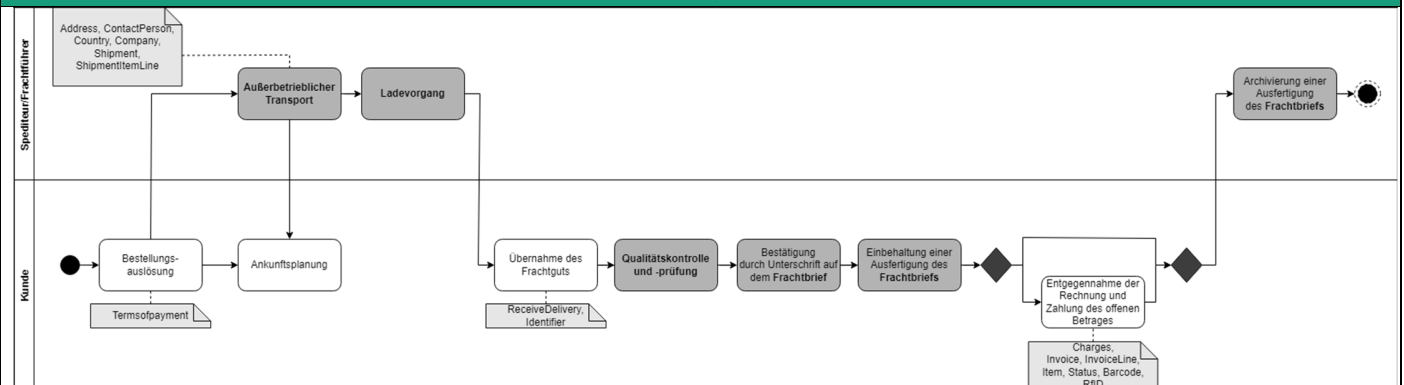 Spediteur/Frachtführer
Address, ContactPerson,
Country, Company,
Shipment,
ShipmentItemLine
Außerbetrieblicher
Transport
Ladevorgang
Archivierung einer
Ausfertigung
des Frachtbriefs
Kunde
Bestellungs-
auslösung
Ankunftsplanung
Termsofpayment
Übernahme des
Frachtguts
ReceiveDelivery,
Identifier
Qualitätskontrolle
und -prüfung
Bestätigung
durch Unterschrift auf
dem Frachtbrief
Einbehaltung einer
Ausfertigung des
Frachtbriefs
Entgegennahme der
Rechnung und
Zahlung des offenen
Betrages
Charges,
Invoice, InvoiceLine,
Item, Status, Barcode,
RfID